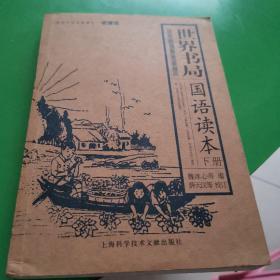 世界书局
国语读本
下册
魏冰心等 编
薛天汉等 校订
上海科学技术文献出版社